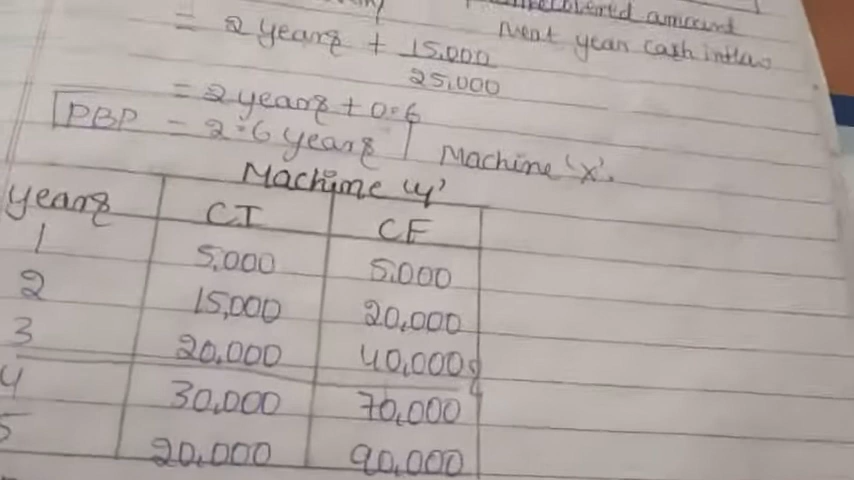 recovered amount
= 2 years + 15,000 Next year cash inflow
25,000
= 2 years + 0.6
PBP = 2.6 years Machine 'X'.
Machine 'y'
years CI CF
1 5,000 5,000
2 15,000 20,000
3 20,000 40,000
4 30,000 70,000
5 20,000 90,000